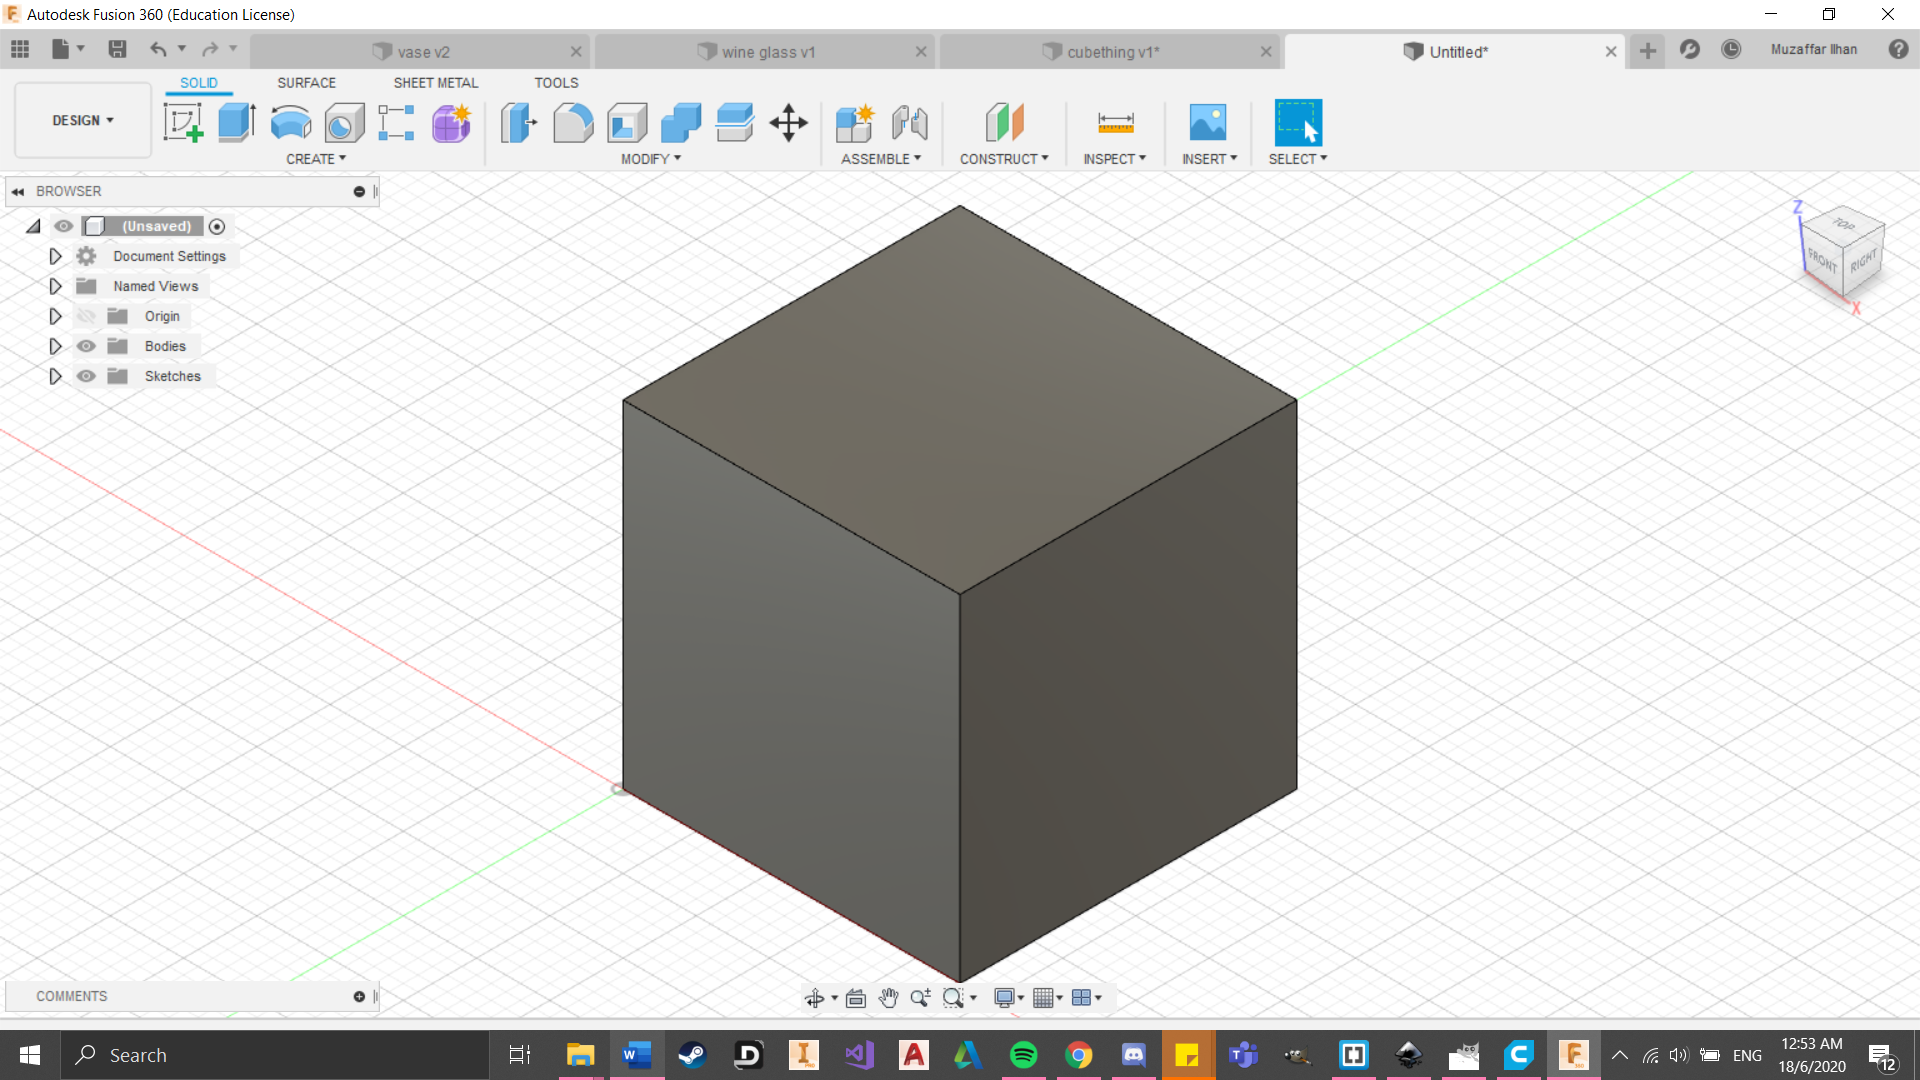 Autodesk Fusion 360 (Education License)
vase v2
wine glass v1
cubething v1*
Untitled*
Muzaffar Ilhan
DESIGN
SOLID
SURFACE
SHEET METAL
TOOLS
CREATE
MODIFY
ASSEMBLE
CONSTRUCT
INSPECT
INSERT
SELECT
BROWSER
(Unsaved)
Document Settings
Named Views
Origin
Bodies
Sketches
Z
TOP
FRONT
RIGHT
X
COMMENTS
Search
ENG
12:53 AM
18/6/2020
12